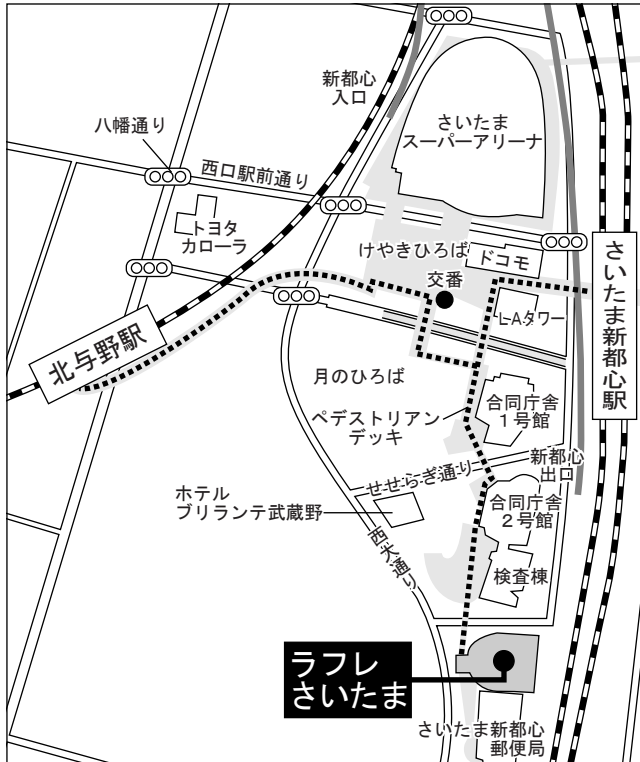 新都心
入口
さいたま
スーパーアリーナ
八幡通り
西口駅前通り
トヨタ
カローラ
けやきひろば
ドコモ
交番
LAタワー
さいたま新都心駅
北与野駅
月のひろば
ペデストリアン
デッキ
合同庁舎
1号館
せせらぎ通り
新都心
出口
ホテル
ブリランテ武蔵野
合同庁舎
2号館
西大通り
検査棟
ラフレ
さいたま
さいたま新都心
郵便局